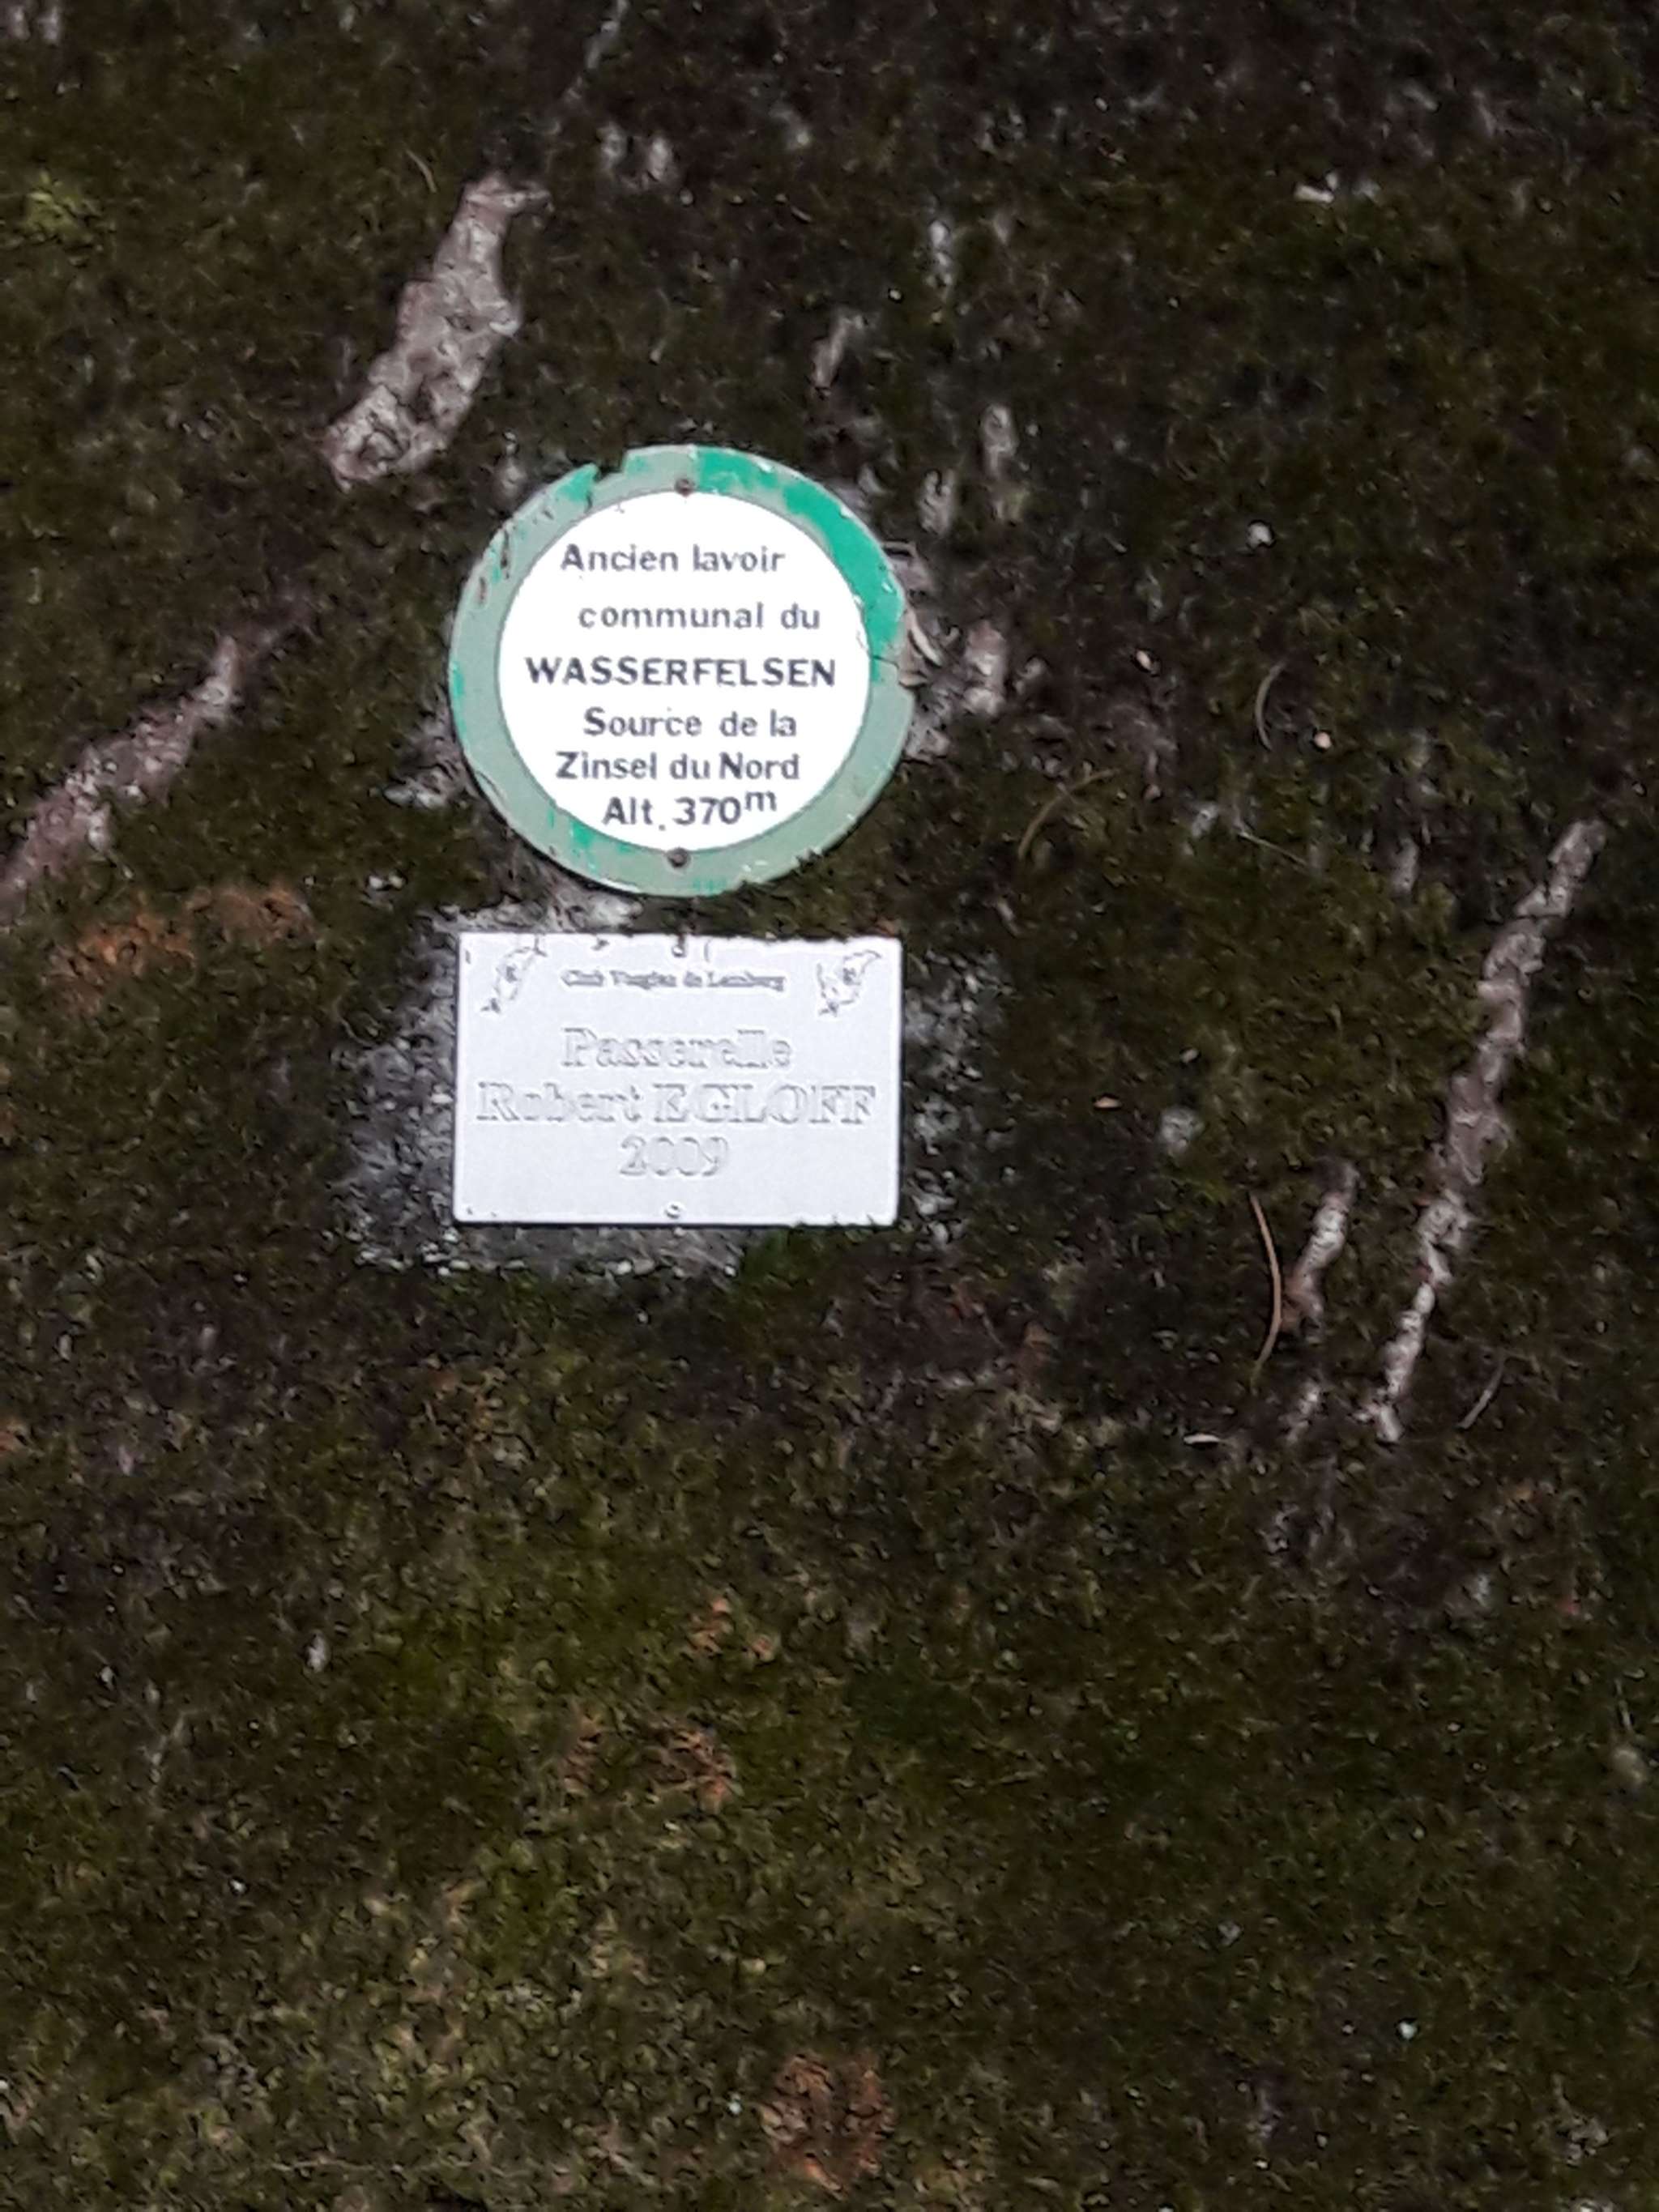 Ancien lavoir
communal du
WASSERFELSEN
Source de la
Zinsel du Nord
Alt. 370m
Club Vosgien de Lemberg
Passerelle
Robert EGLOFF
2009